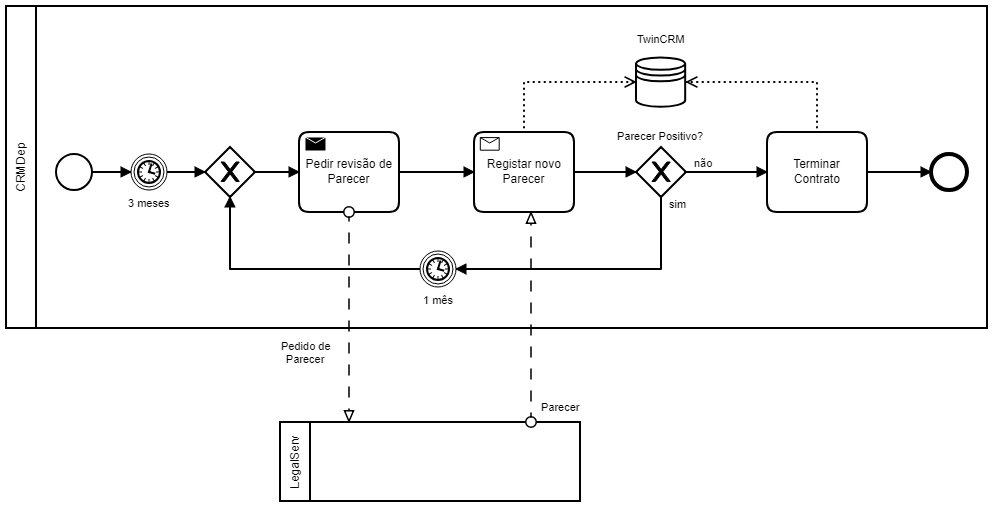 TwinCRM
CRMDep
Parecer Positivo?
Pedir revisão de
Parecer
Registar novo
Parecer
não
Terminar
Contrato
3 meses
sim
1 mês
Pedido de
Parecer
Parecer
LegalServ